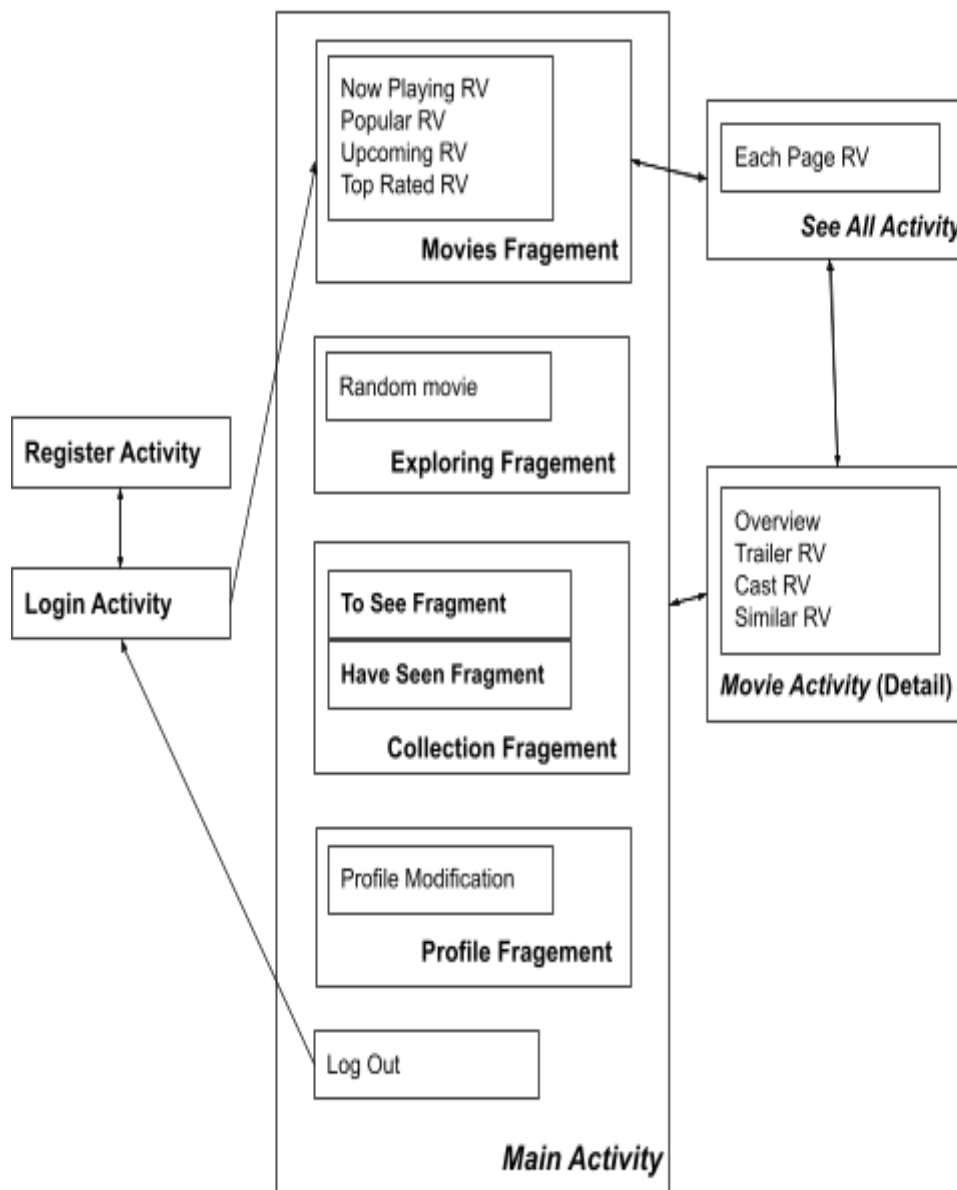 Now Playing RV
Popular RV
Upcoming RV
Top Rated RV
Movies Fragement
Each Page RV
See All Activity
Random movie
Exploring Fragement
Register Activity
Login Activity
To See Fragment
Have Seen Fragment
Collection Fragement
Overview
Trailer RV
Cast RV
Similar RV
Movie Activity (Detail)
Profile Modification
Profile Fragement
Log Out
Main Activity